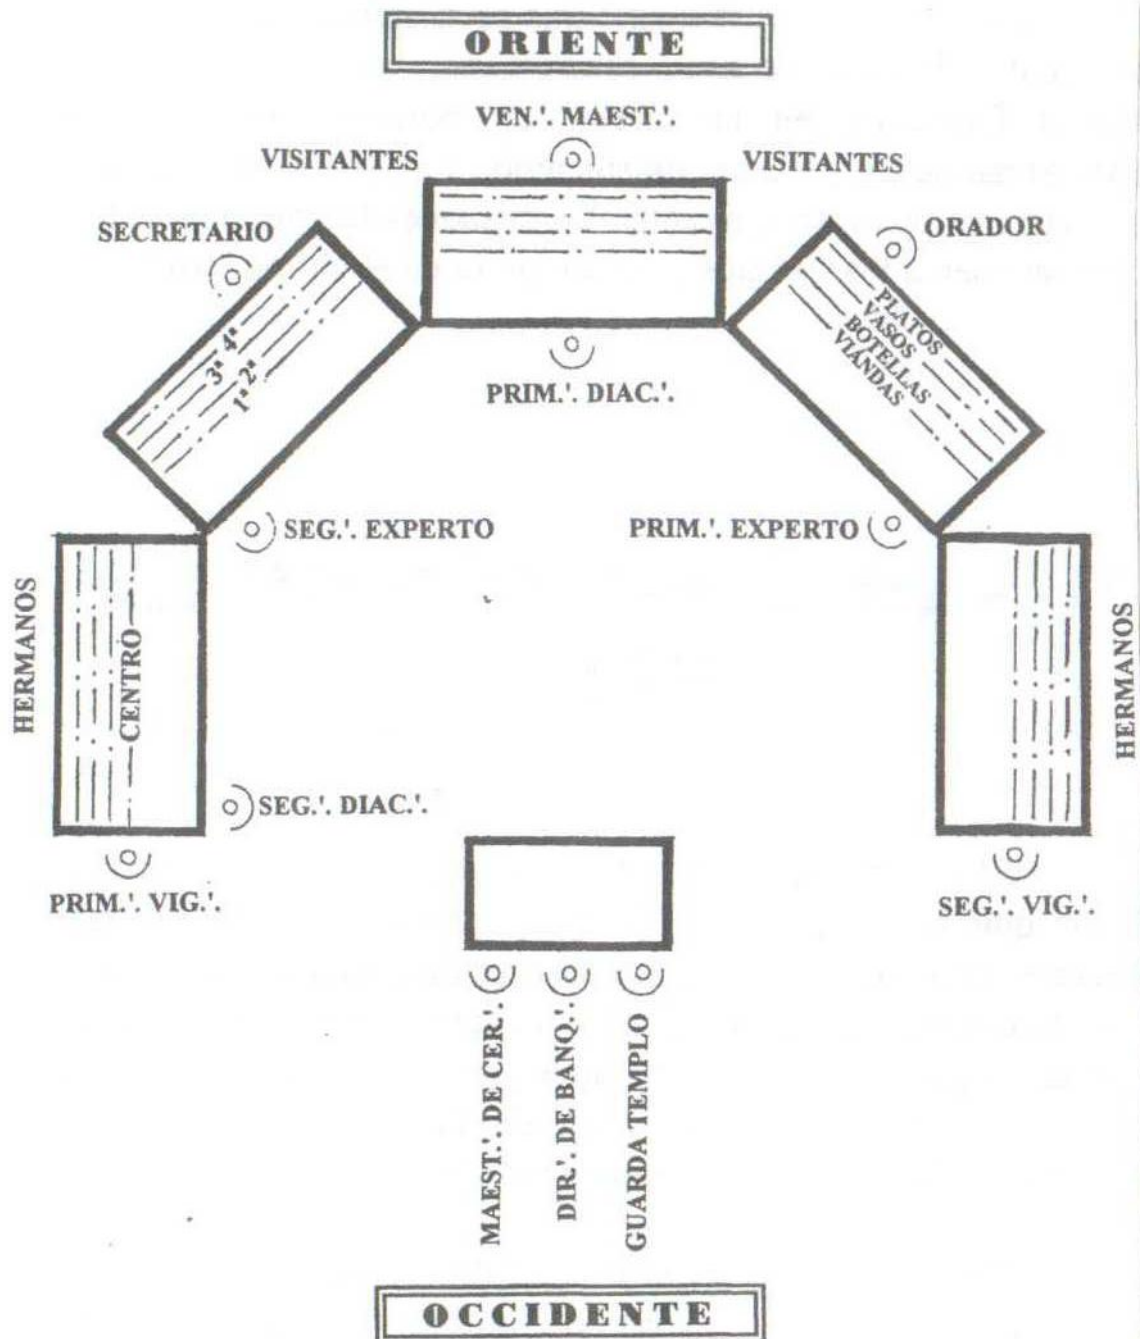 ORIENTE
VEN.'. MAEST.'.
VISITANTES
VISITANTES
SECRETARIO
ORADOR
3ª 4ª
1ª 2ª
PLATOS
VASOS
BOTELLAS
VIÁNDAS
PRIM.'. DIAC.'.
SEG.'. EXPERTO
PRIM.'. EXPERTO
HERMANOS
CENTRO
HERMANOS
SEG.'. DIAC.'.
PRIM.'. VIG.'.
SEG.'. VIG.'.
MAEST.'. DE CER.'.
DIR.'. DE BANQ.'.
GUARDA TEMPLO
OCCIDENTE